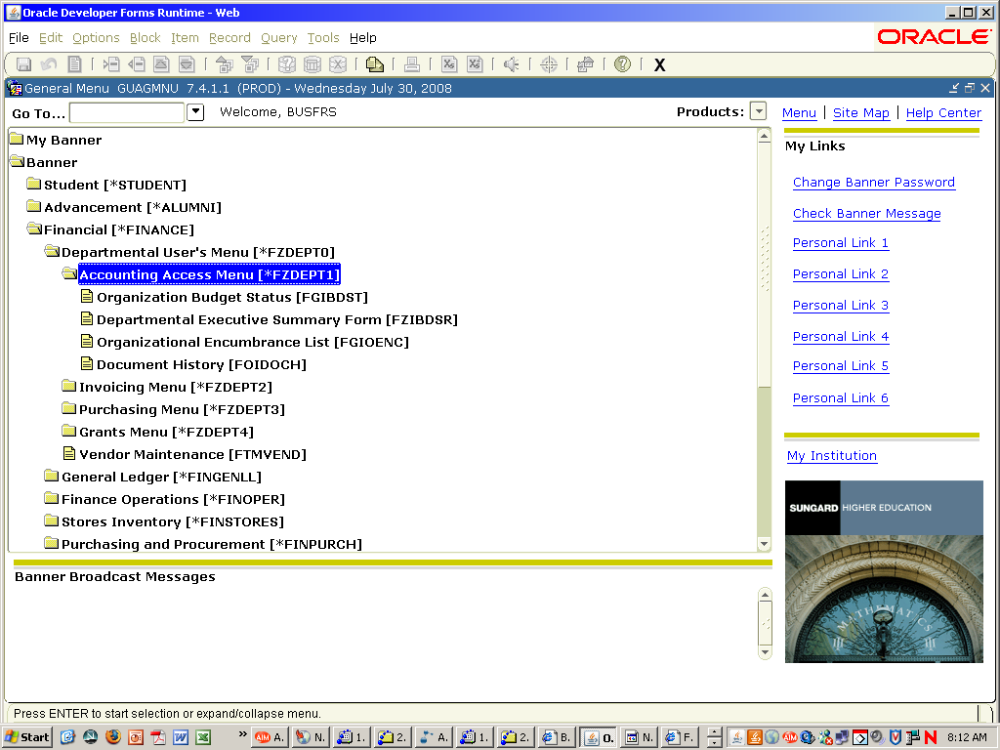 Oracle Developer Forms Runtime - Web
File Edit Options Block Item Record Query Tools Help
ORACLE
X
General Menu GUAGMNU 7.4.1.1 (PROD) - Wednesday July 30, 2008
Go To... Welcome, BUSFRS Products: Menu | Site Map | Help Center
My Banner
Banner
Student [*STUDENT]
Advancement [*ALUMNI]
Financial [*FINANCE]
Departmental User's Menu [*FZDEPT0]
Accounting Access Menu [*FZDEPT1]
Organization Budget Status [FGIBDST]
Departmental Executive Summary Form [FZIBDSR]
Organizational Encumbrance List [FGIOENC]
Document History [FOIDOCH]
Invoicing Menu [*FZDEPT2]
Purchasing Menu [*FZDEPT3]
Grants Menu [*FZDEPT4]
Vendor Maintenance [FTMVEND]
General Ledger [*FINGENLL]
Finance Operations [*FINOPER]
Stores Inventory [*FINSTORES]
Purchasing and Procurement [*FINPURCH]
My Links
Change Banner Password
Check Banner Message
Personal Link 1
Personal Link 2
Personal Link 3
Personal Link 4
Personal Link 5
Personal Link 6
My Institution
SUNGARD HIGHER EDUCATION
MATHEMATICS
Banner Broadcast Messages
Press ENTER to start selection or expand/collapse menu.
Start » A. N. 1. 2. A. 1. 2. B. O. N. F. 8:12 AM